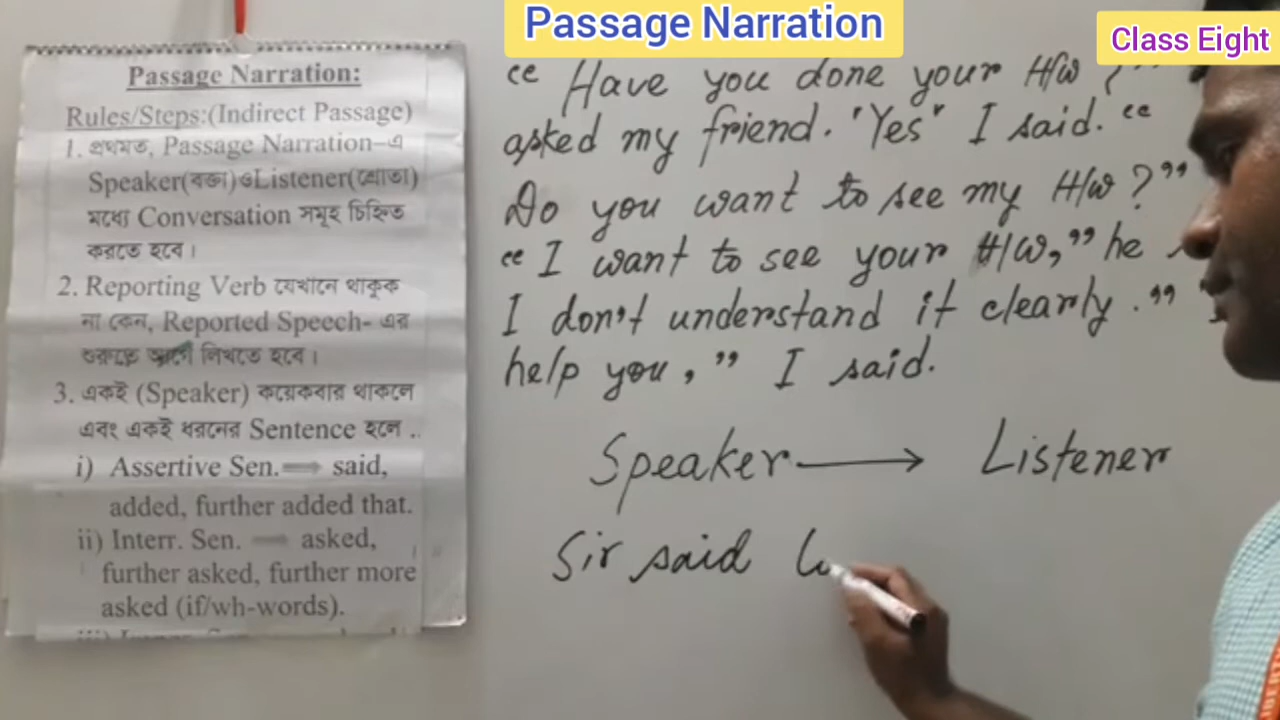 Passage Narration
Class Eight
Passage Narration:
Rules/Steps:(Indirect Passage)
1. প্রথমত, Passage Narration–এ
Speaker(বক্তা)ওListener(শ্রোতা)
মধ্যে Conversation সমূহ চিহ্নিত
করতে হবে।
2. Reporting Verb যেখানে থাকুক
না কেন, Reported Speech- এর
শুরুতে আগে লিখতে হবে।
3. একই (Speaker) কয়েকবার থাকলে
এবং একই ধরনের Sentence হলে ..
i) Assertive Sen. ⇒ said,
added, further added that.
ii) Interr. Sen. ⇒ asked,
further asked, further more
asked (if/wh-words).
“ Have you done your H/W ?”
asked my friend. "Yes" I said. “
Do you want to see my H/W ?”
“ I want to see your H/W,” he
I don't understand it clearly .”
help you,” I said.
Speaker → Listener
Sir said